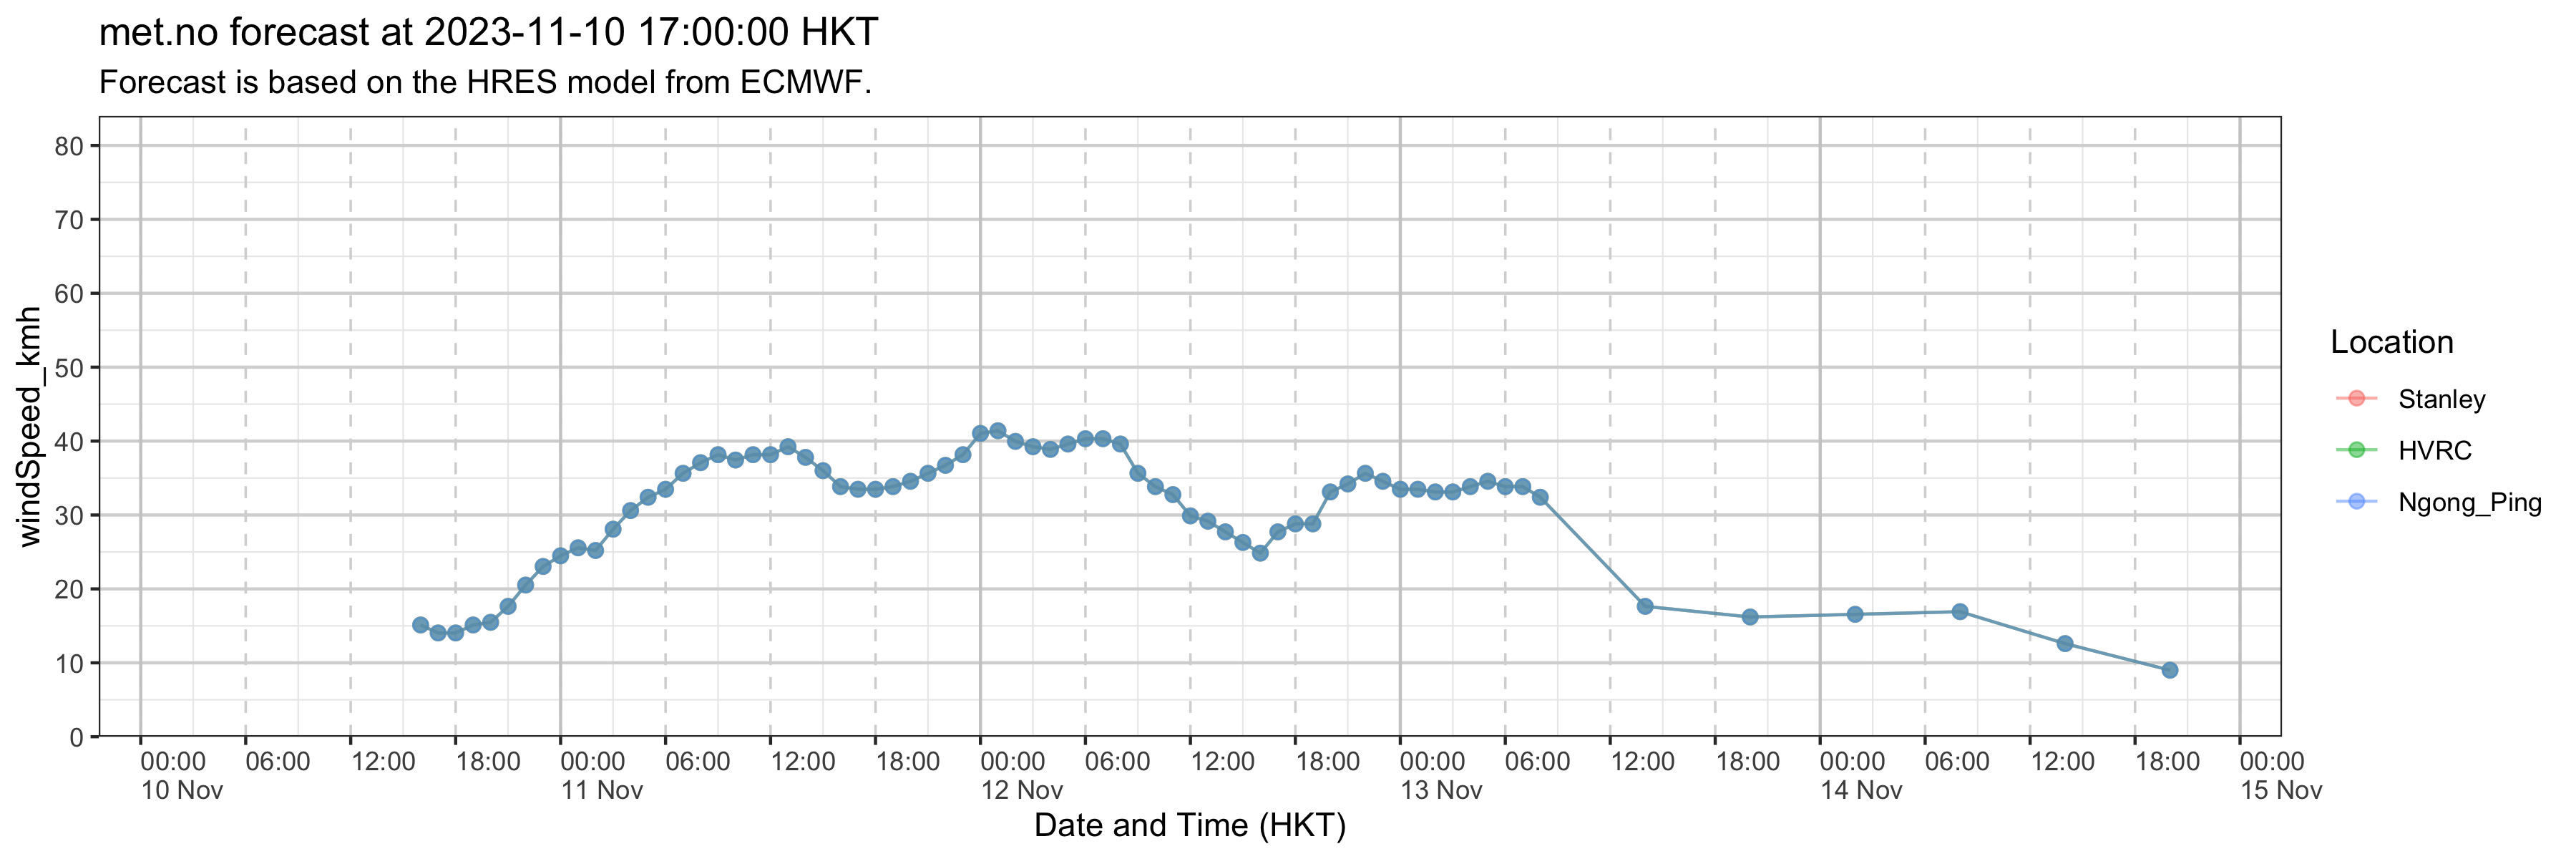 met.no forecast at 2023-11-10 17:00:00 HKT
Forecast is based on the HRES model from ECMWF.
windSpeed_kmh
80
70
60
50
40
30
20
10
0
00:00 06:00 12:00 18:00 00:00 06:00 12:00 18:00 00:00 06:00 12:00 18:00 00:00 06:00 12:00 18:00 00:00 06:00 12:00 18:00 00:00
10 Nov 11 Nov 12 Nov 13 Nov 14 Nov 15 Nov
Date and Time (HKT)
Location
Stanley
HVRC
Ngong_Ping